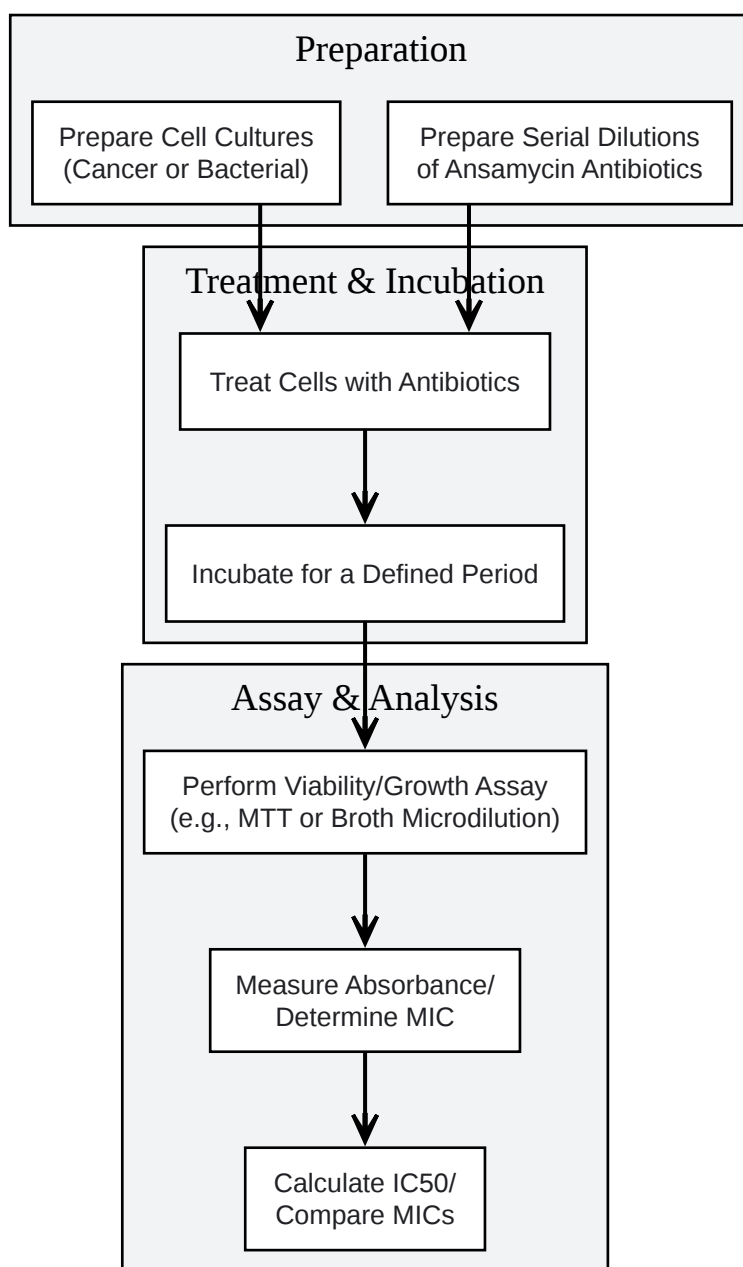 Preparation
Prepare Cell Cultures
(Cancer or Bacterial)
Prepare Serial Dilutions
of Ansamycin Antibiotics
Treatment & Incubation
Treat Cells with Antibiotics
Incubate for a Defined Period
Assay & Analysis
Perform Viability/Growth Assay
(e.g., MTT or Broth Microdilution)
Measure Absorbance/
Determine MIC
Calculate IC50/
Compare MICs